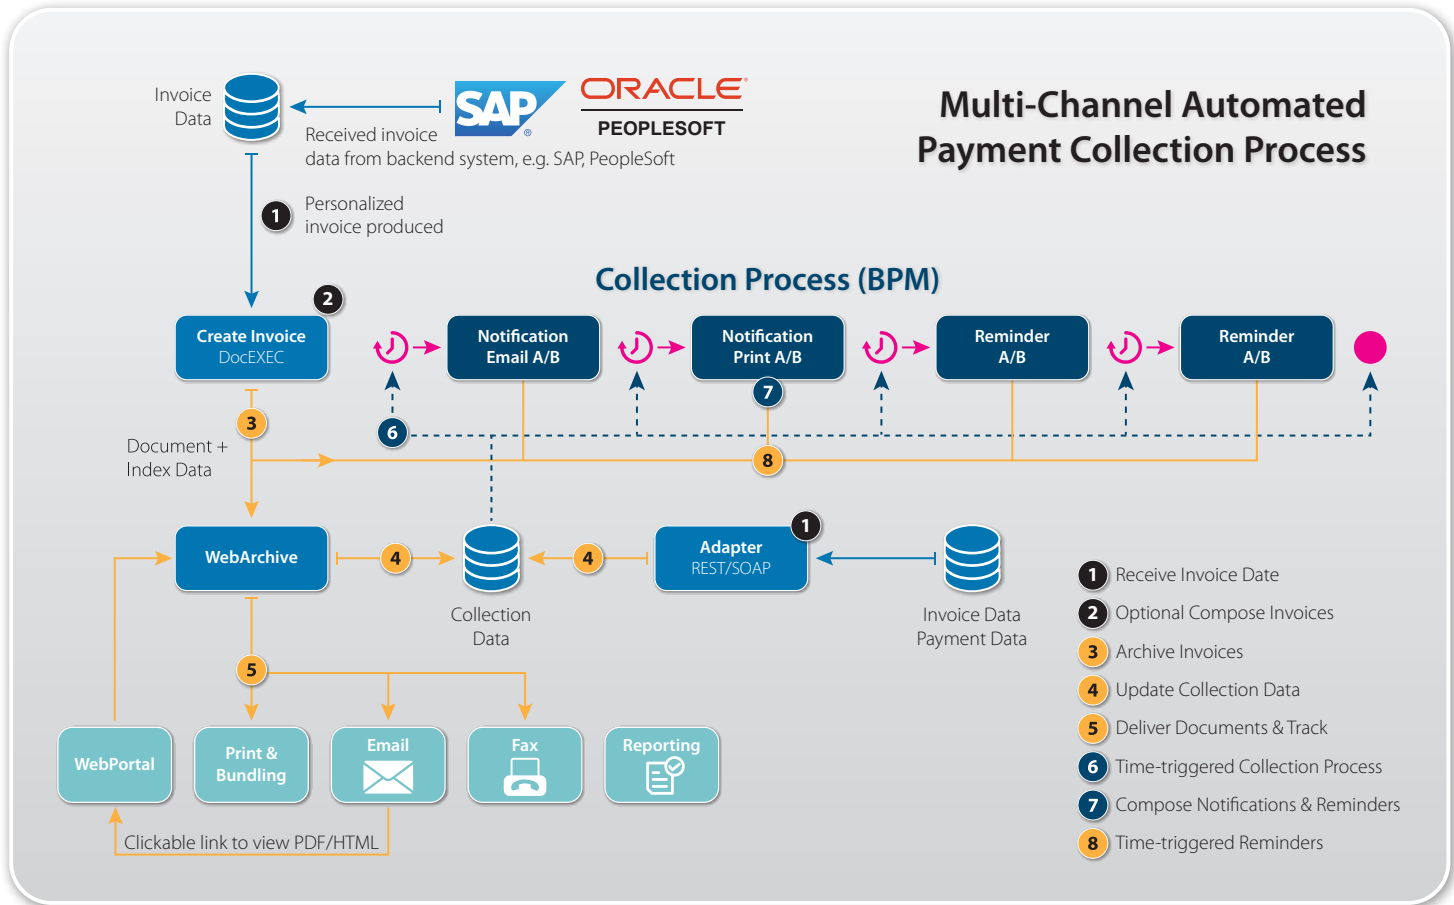 Multi-Channel Automated
Payment Collection Process
Invoice
Data
SAP
®
ORACLE®
PEOPLESOFT
Received invoice
data from backend system, e.g. SAP, PeopleSoft
1
Personalized
invoice produced
Collection Process (BPM)
2
Create Invoice
DocEXEC
Notification
Email A/B
Notification
Print A/B
Reminder
A/B
Reminder
A/B
7
3
6
Document +
Index Data
8
WebArchive
4
4
Adapter
REST/SOAP
1
Collection
Data
Invoice Data
Payment Data
5
WebPortal
Print &
Bundling
Email
Fax
Reporting
Clickable link to view PDF/HTML
1 Receive Invoice Date
2 Optional Compose Invoices
3 Archive Invoices
4 Update Collection Data
5 Deliver Documents & Track
6 Time-triggered Collection Process
7 Compose Notifications & Reminders
8 Time-triggered Reminders